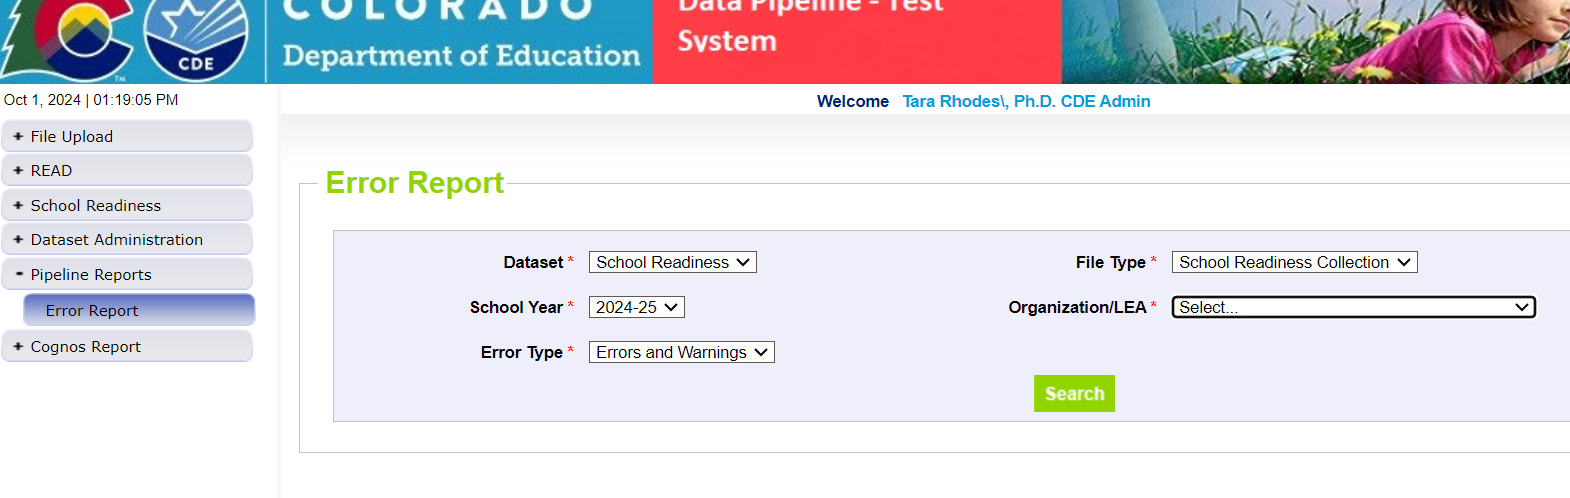 COLORADO
Department of Education
CDE
TM
Data Pipeline - Test
System
Oct 1, 2024 | 01:19:05 PM
Welcome Tara Rhodes\, Ph.D. CDE Admin
+ File Upload
+ READ
+ School Readiness
+ Dataset Administration
- Pipeline Reports
Error Report
+ Cognos Report
Error Report
Dataset * School Readiness
File Type * School Readiness Collection
School Year * 2024-25
Organization/LEA * Select...
Error Type * Errors and Warnings
Search